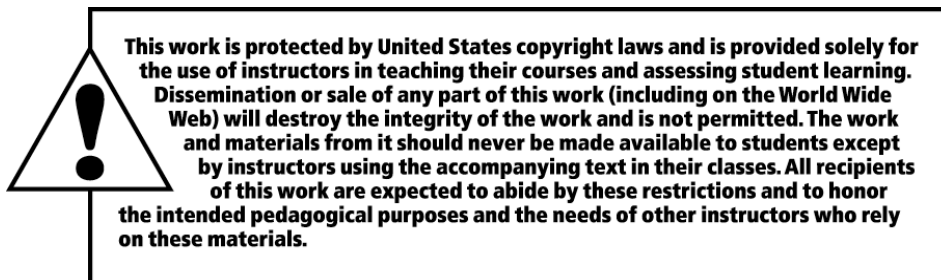 This work is protected by United States copyright laws and is provided solely for
the use of instructors in teaching their courses and assessing student learning.
Dissemination or sale of any part of this work (including on the World Wide
Web) will destroy the integrity of the work and is not permitted. The work
and materials from it should never be made available to students except
by instructors using the accompanying text in their classes. All recipients
of this work are expected to abide by these restrictions and to honor
the intended pedagogical purposes and the needs of other instructors who rely
on these materials.